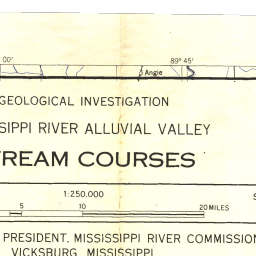 00' 89° 45'
Angie
GEOLOGICAL INVESTIGATION
SIPPI RIVER ALLUVIAL VALLEY
REAM COURSES
1:250.000
5 10 20 MILES
PRESIDENT, MISSISSIPPI RIVER COMMISSION
VICKSBURG, MISSISSIPPI